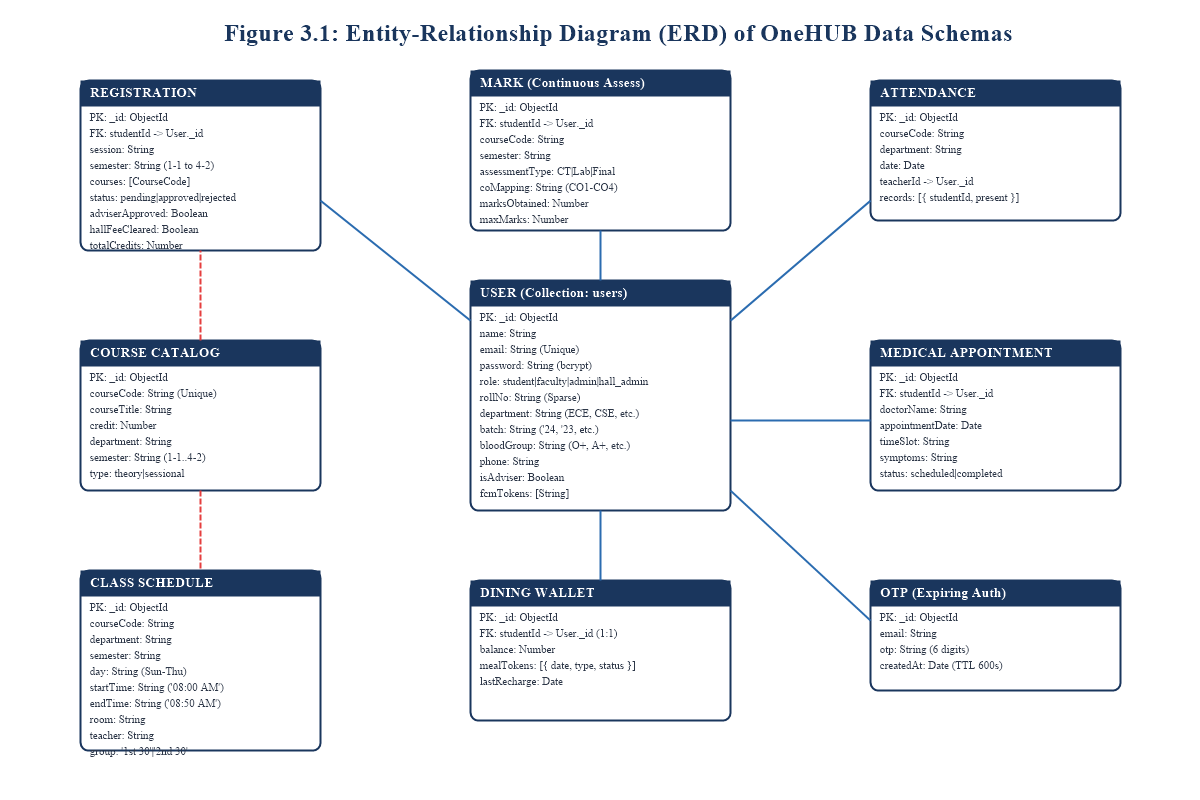 Figure 3.1: Entity-Relationship Diagram (ERD) of OneHUB Data Schemas
REGISTRATION
PK: _id: ObjectId
FK: studentId -> User._id
session: String
semester: String (1-1 to 4-2)
courses: [CourseCode]
status: pending|approved|rejected
adviserApproved: Boolean
hallFeeCleared: Boolean
totalCredits: Number
MARK (Continuous Assess)
PK: _id: ObjectId
FK: studentId -> User._id
courseCode: String
semester: String
assessmentType: CT|Lab|Final
coMapping: String (CO1-CO4)
marksObtained: Number
maxMarks: Number
ATTENDANCE
PK: _id: ObjectId
courseCode: String
department: String
date: Date
teacherId -> User._id
records: [{ studentId, present }]
COURSE CATALOG
PK: _id: ObjectId
courseCode: String (Unique)
courseTitle: String
credit: Number
department: String
semester: String (1-1..4-2)
type: theory|sessional
USER (Collection: users)
PK: _id: ObjectId
name: String
email: String (Unique)
password: String (bcrypt)
role: student|faculty|admin|hall_admin
rollNo: String (Sparse)
department: String (ECE, CSE, etc.)
batch: String ('24, '23, etc.)
bloodGroup: String (O+, A+, etc.)
phone: String
isAdviser: Boolean
fcmTokens: [String]
MEDICAL APPOINTMENT
PK: _id: ObjectId
FK: studentId -> User._id
doctorName: String
appointmentDate: Date
timeSlot: String
symptoms: String
status: scheduled|completed
CLASS SCHEDULE
PK: _id: ObjectId
courseCode: String
department: String
semester: String
day: String (Sun-Thu)
startTime: String ('08:00 AM')
endTime: String ('08:50 AM')
room: String
teacher: String
group: '1st 30'|'2nd 30'
DINING WALLET
PK: _id: ObjectId
FK: studentId -> User._id (1:1)
balance: Number
mealTokens: [{ date, type, status }]
lastRecharge: Date
OTP (Expiring Auth)
PK: _id: ObjectId
email: String
otp: String (6 digits)
createdAt: Date (TTL 600s)